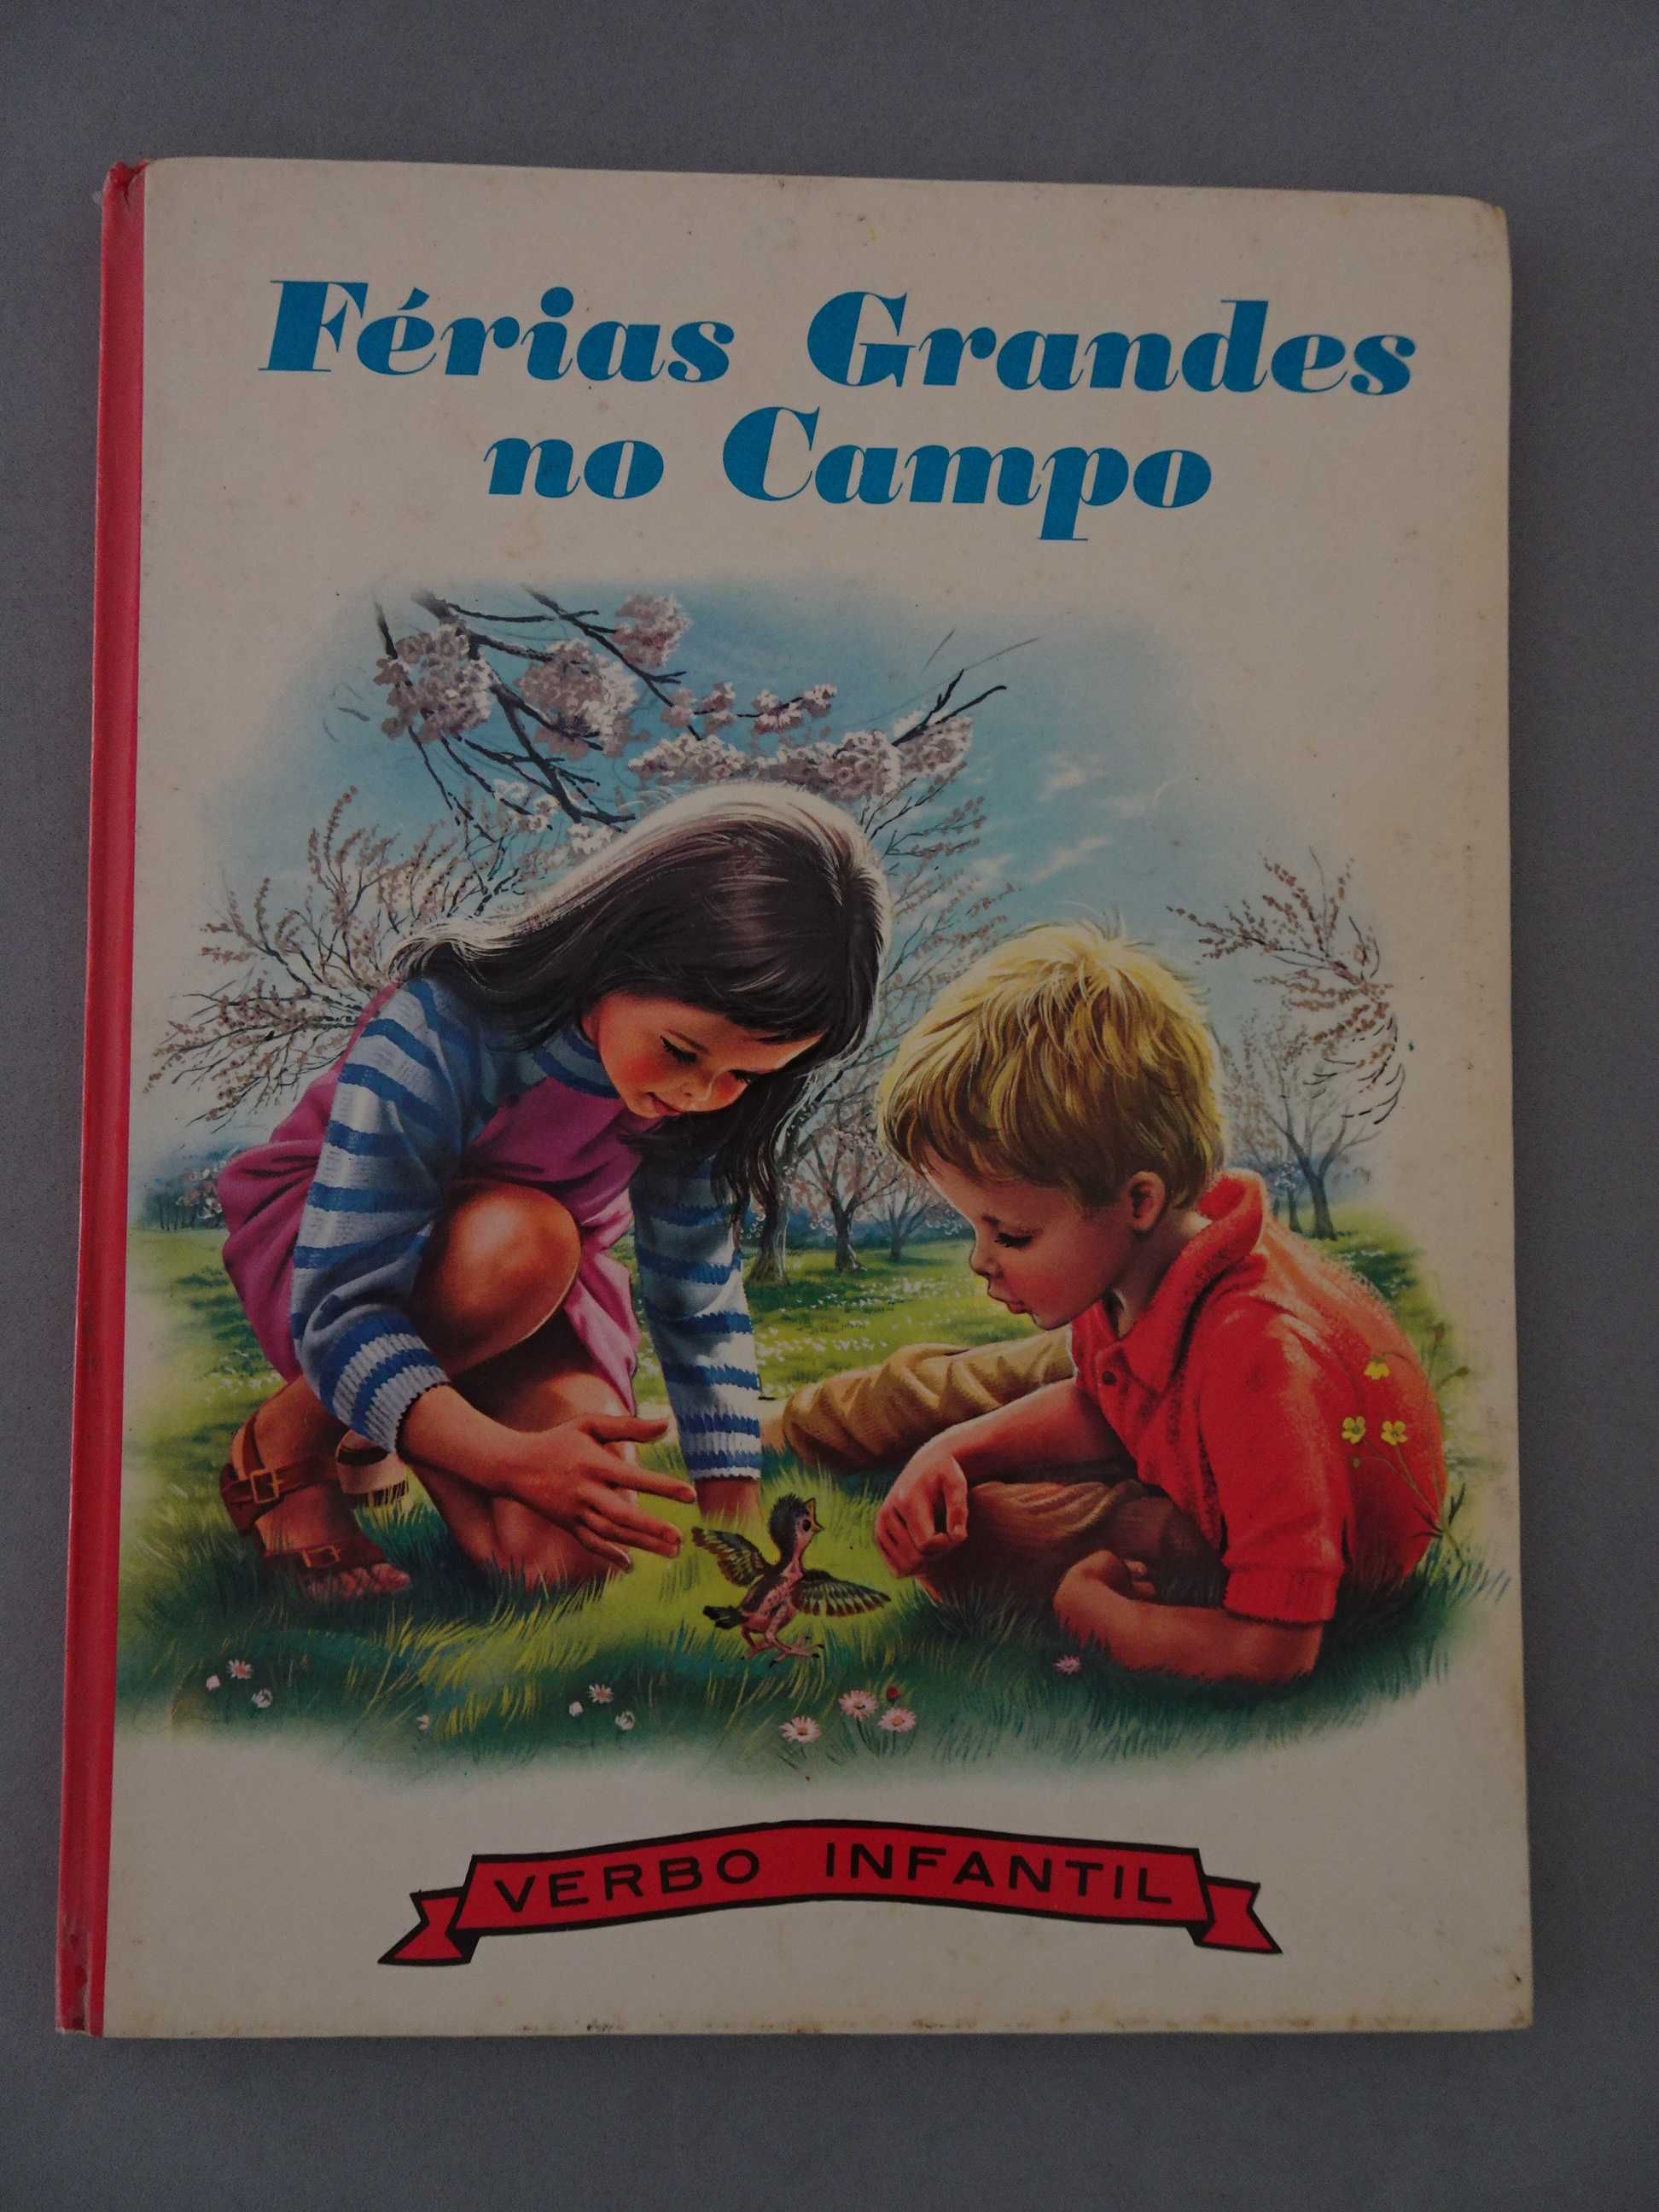 Férias Grandes
no Campo
VERBO INFANTIL